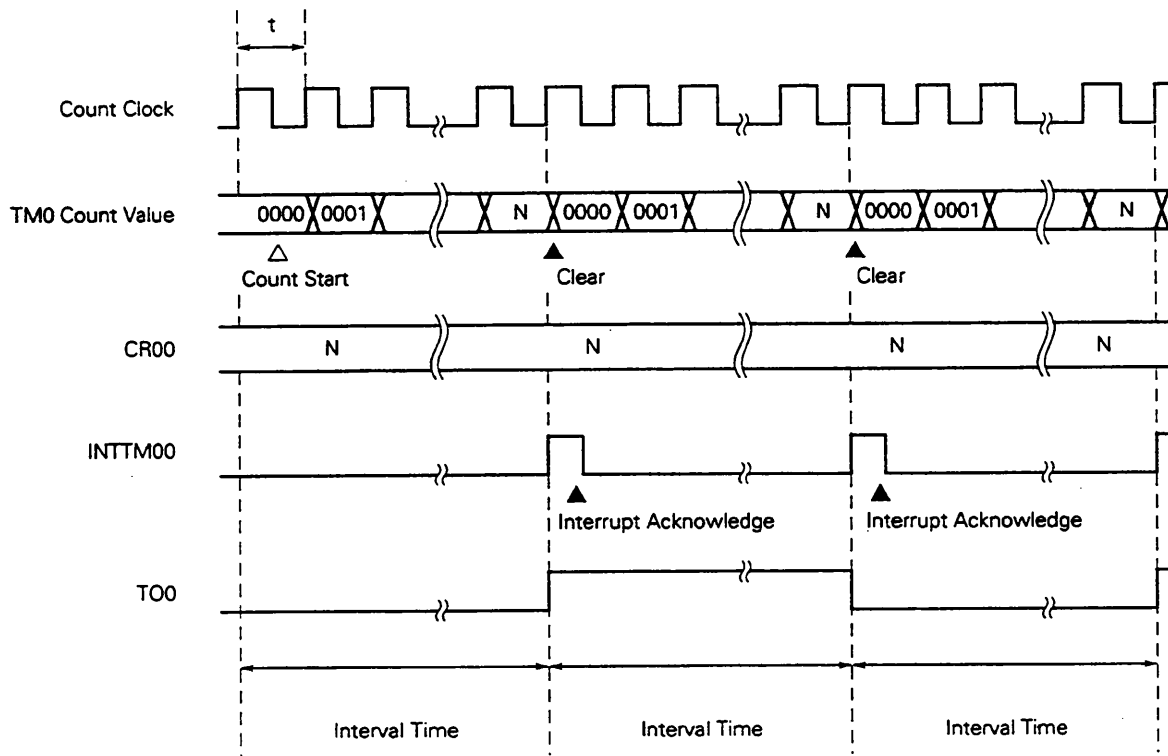 t
Count Clock
TM0 Count Value
0000 0001 N 0000 0001 N 0000 0001 N
Count Start Clear Clear
CR00 N N N N
INTTM00
Interrupt Acknowledge Interrupt Acknowledge
TO0
Interval Time Interval Time Interval Time